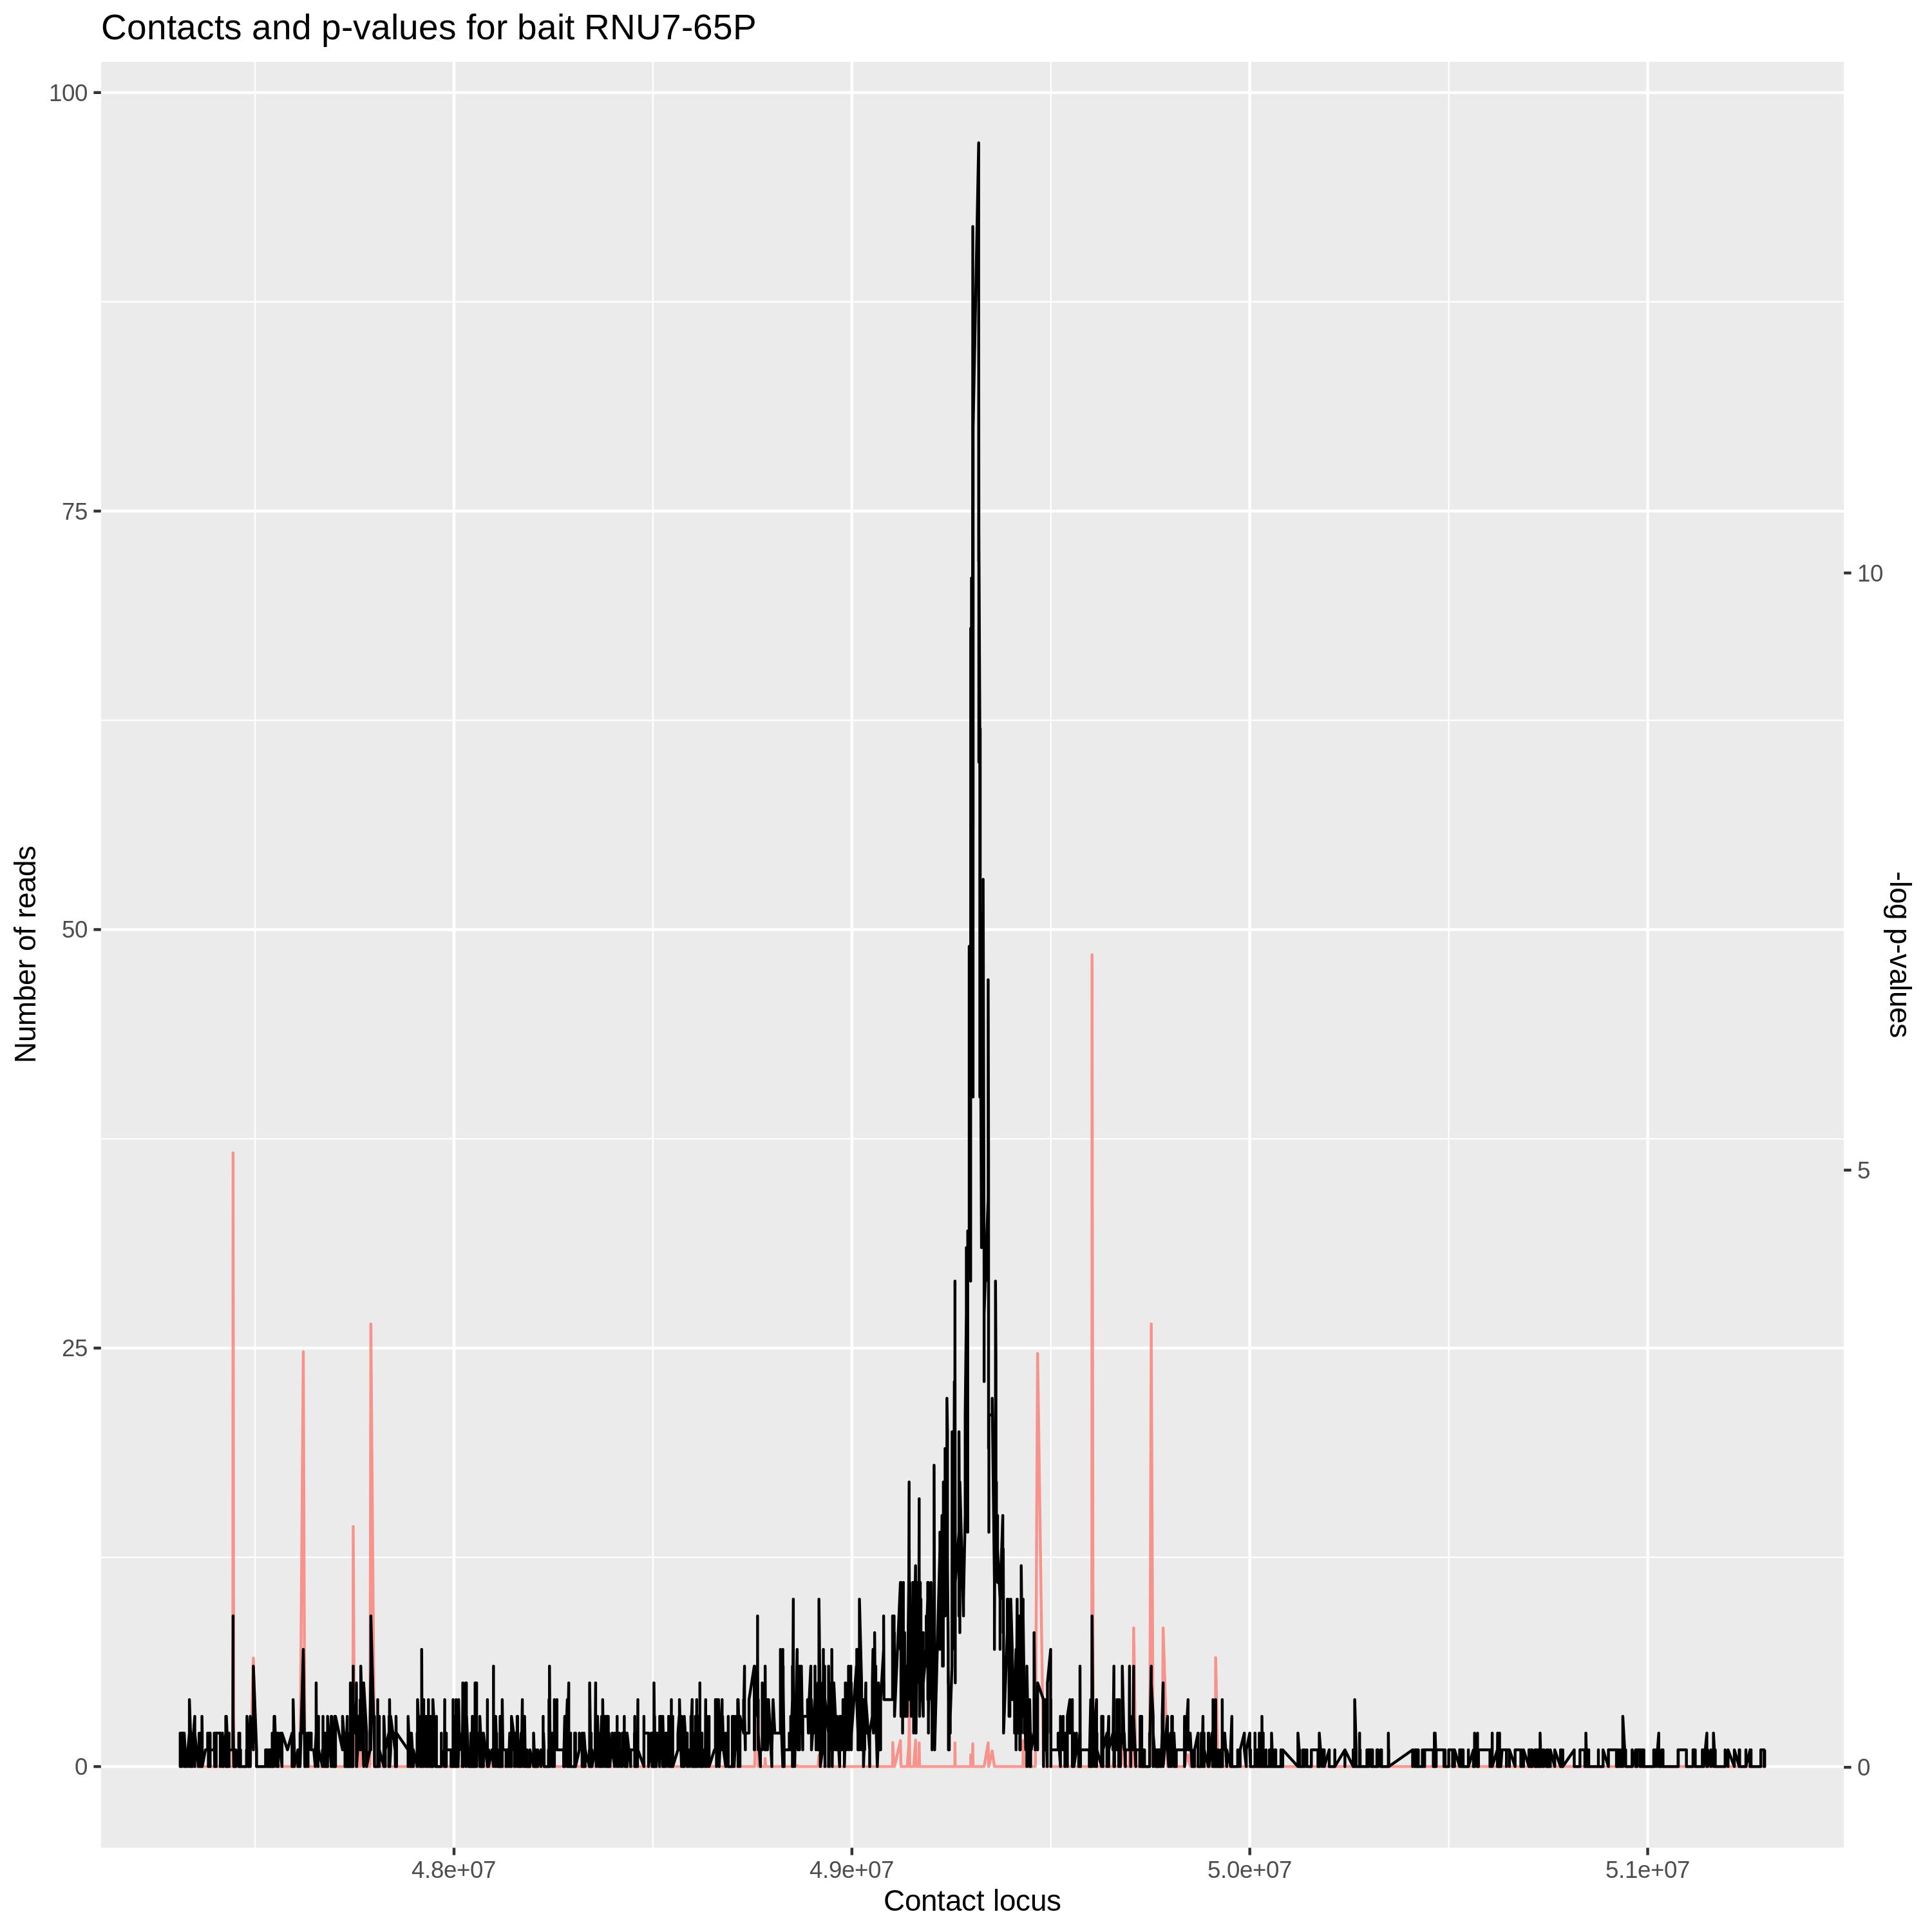 Contacts and p-values for bait RNU7-65P
100
75
50
25
0
Number of reads
10
5
0
-log p-values
4.8e+07
4.9e+07
5.0e+07
5.1e+07
Contact locus